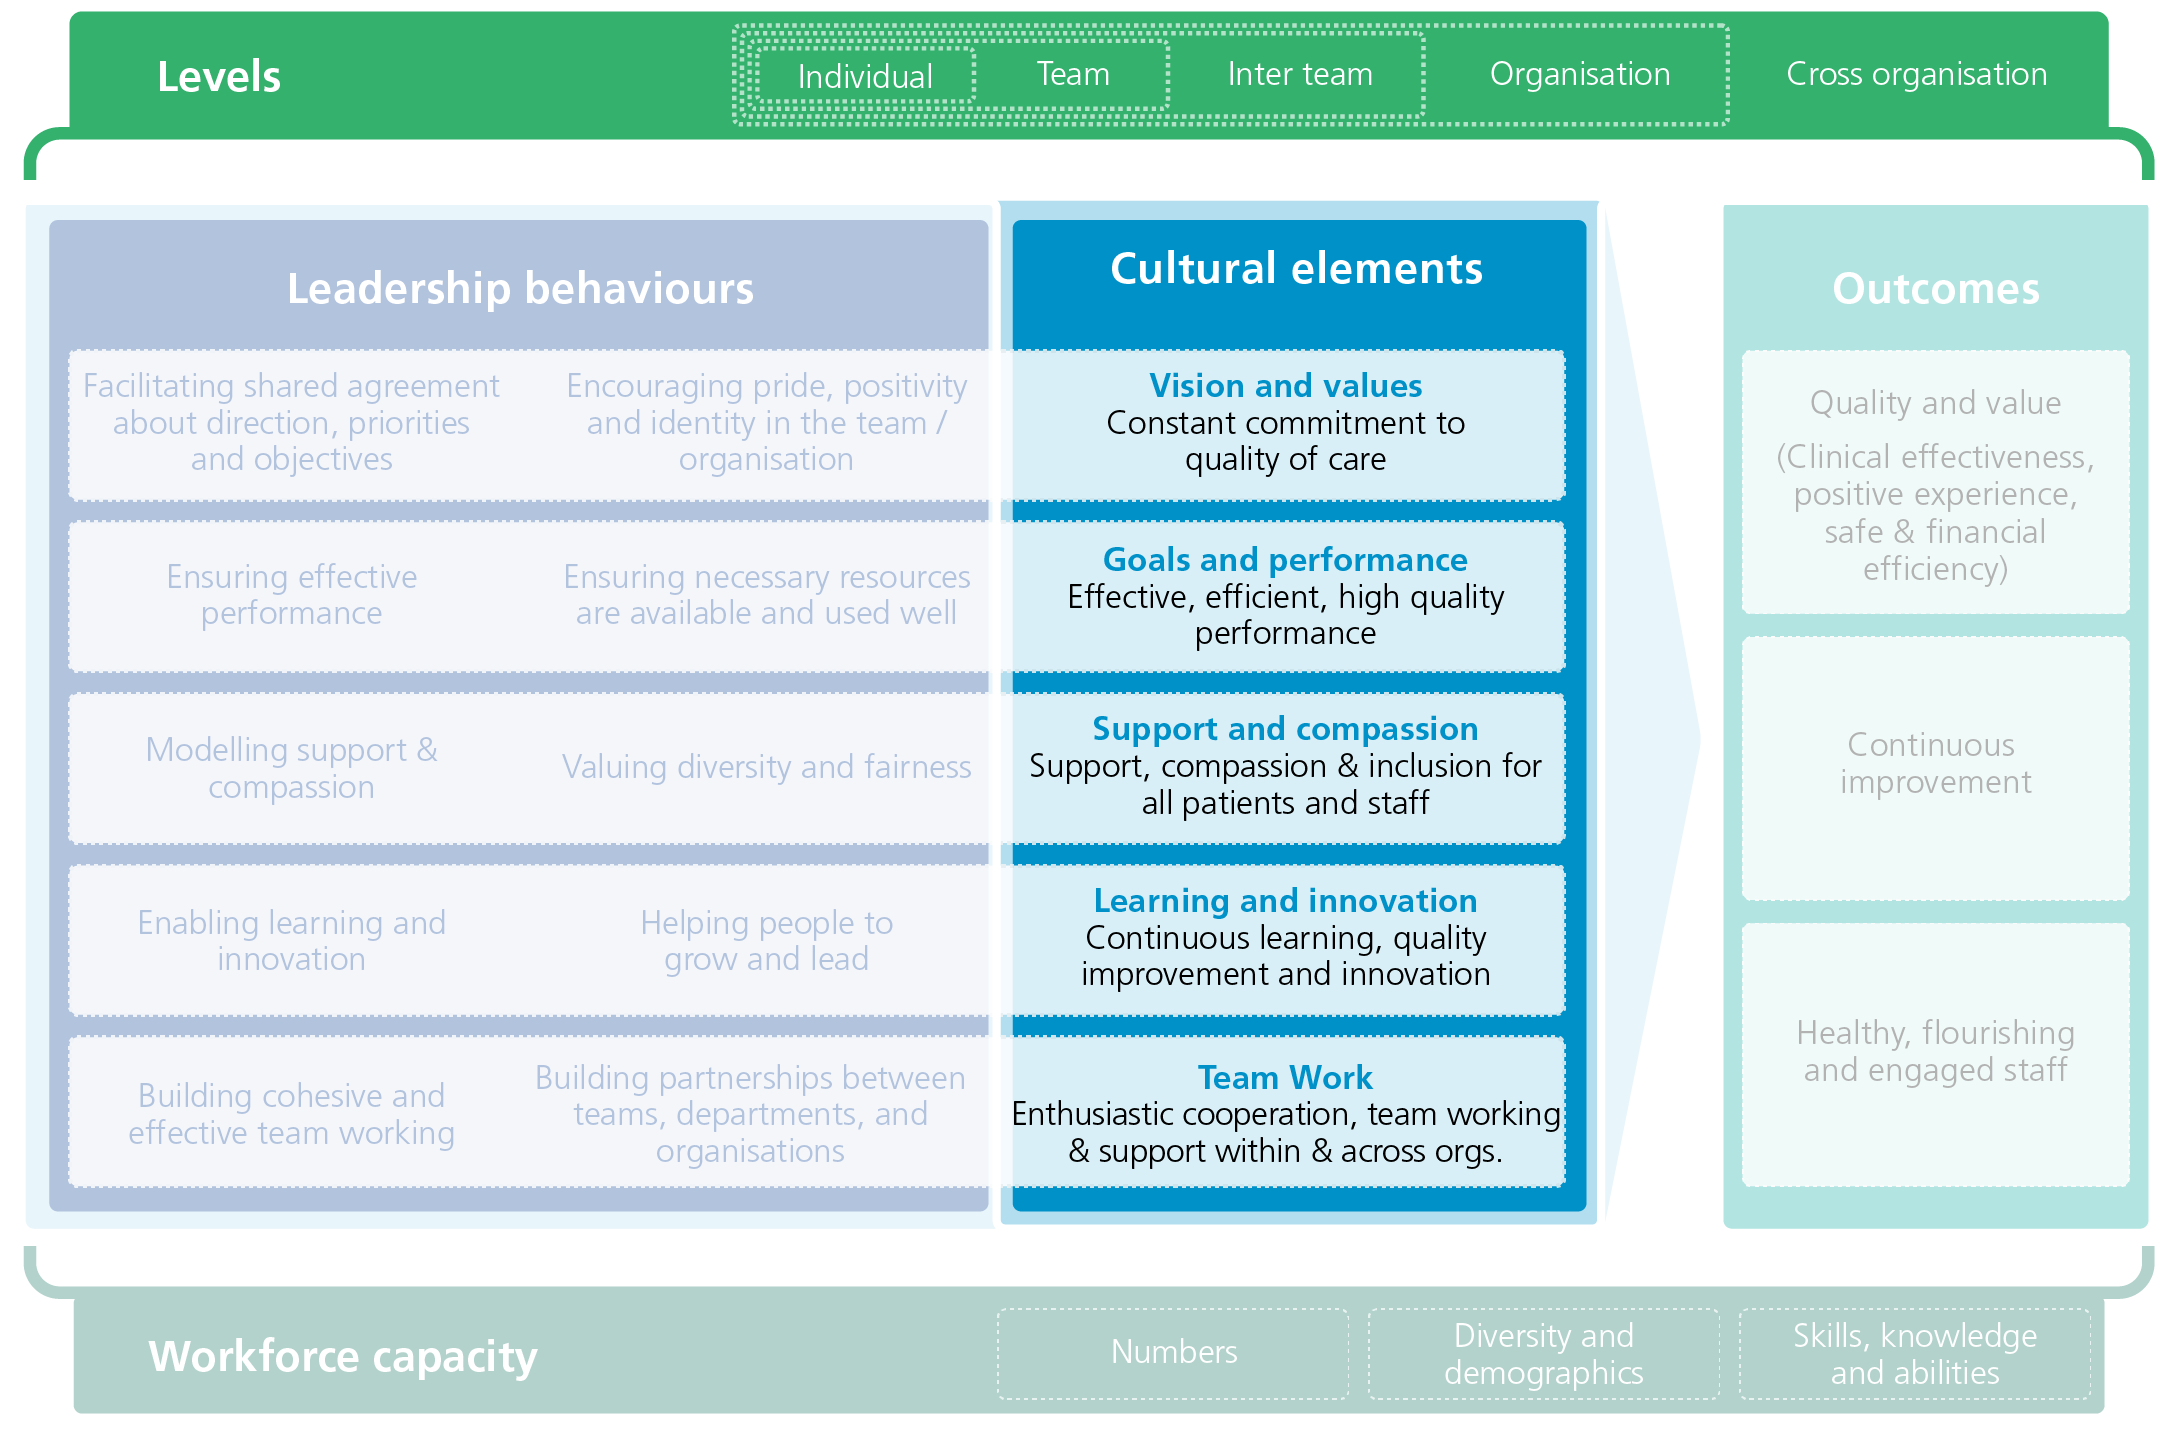 Levels
Individual
Team
Inter team
Organisation
Cross organisation
Leadership behaviours
Cultural elements
Outcomes
Facilitating shared agreement
about direction, priorities
and objectives
Encouraging pride, positivity
and identity in the team /
organisation
Vision and values
Constant commitment to
quality of care
Ensuring effective
performance
Ensuring necessary resources
are available and used well
Goals and performance
Effective, efficient, high quality
performance
Modelling support &
compassion
Valuing diversity and fairness
Support and compassion
Support, compassion & inclusion for
all patients and staff
Enabling learning and
innovation
Helping people to
grow and lead
Learning and innovation
Continuous learning, quality
improvement and innovation
Building cohesive and
effective team working
Building partnerships between
teams, departments, and
organisations
Team Work
Enthusiastic cooperation, team working
& support within & across orgs.
Quality and value
(Clinical effectiveness,
positive experience,
safe & financial
efficiency)
Continuous
improvement
Healthy, flourishing
and engaged staff
Workforce capacity
Numbers
Diversity and
demographics
Skills, knowledge
and abilities